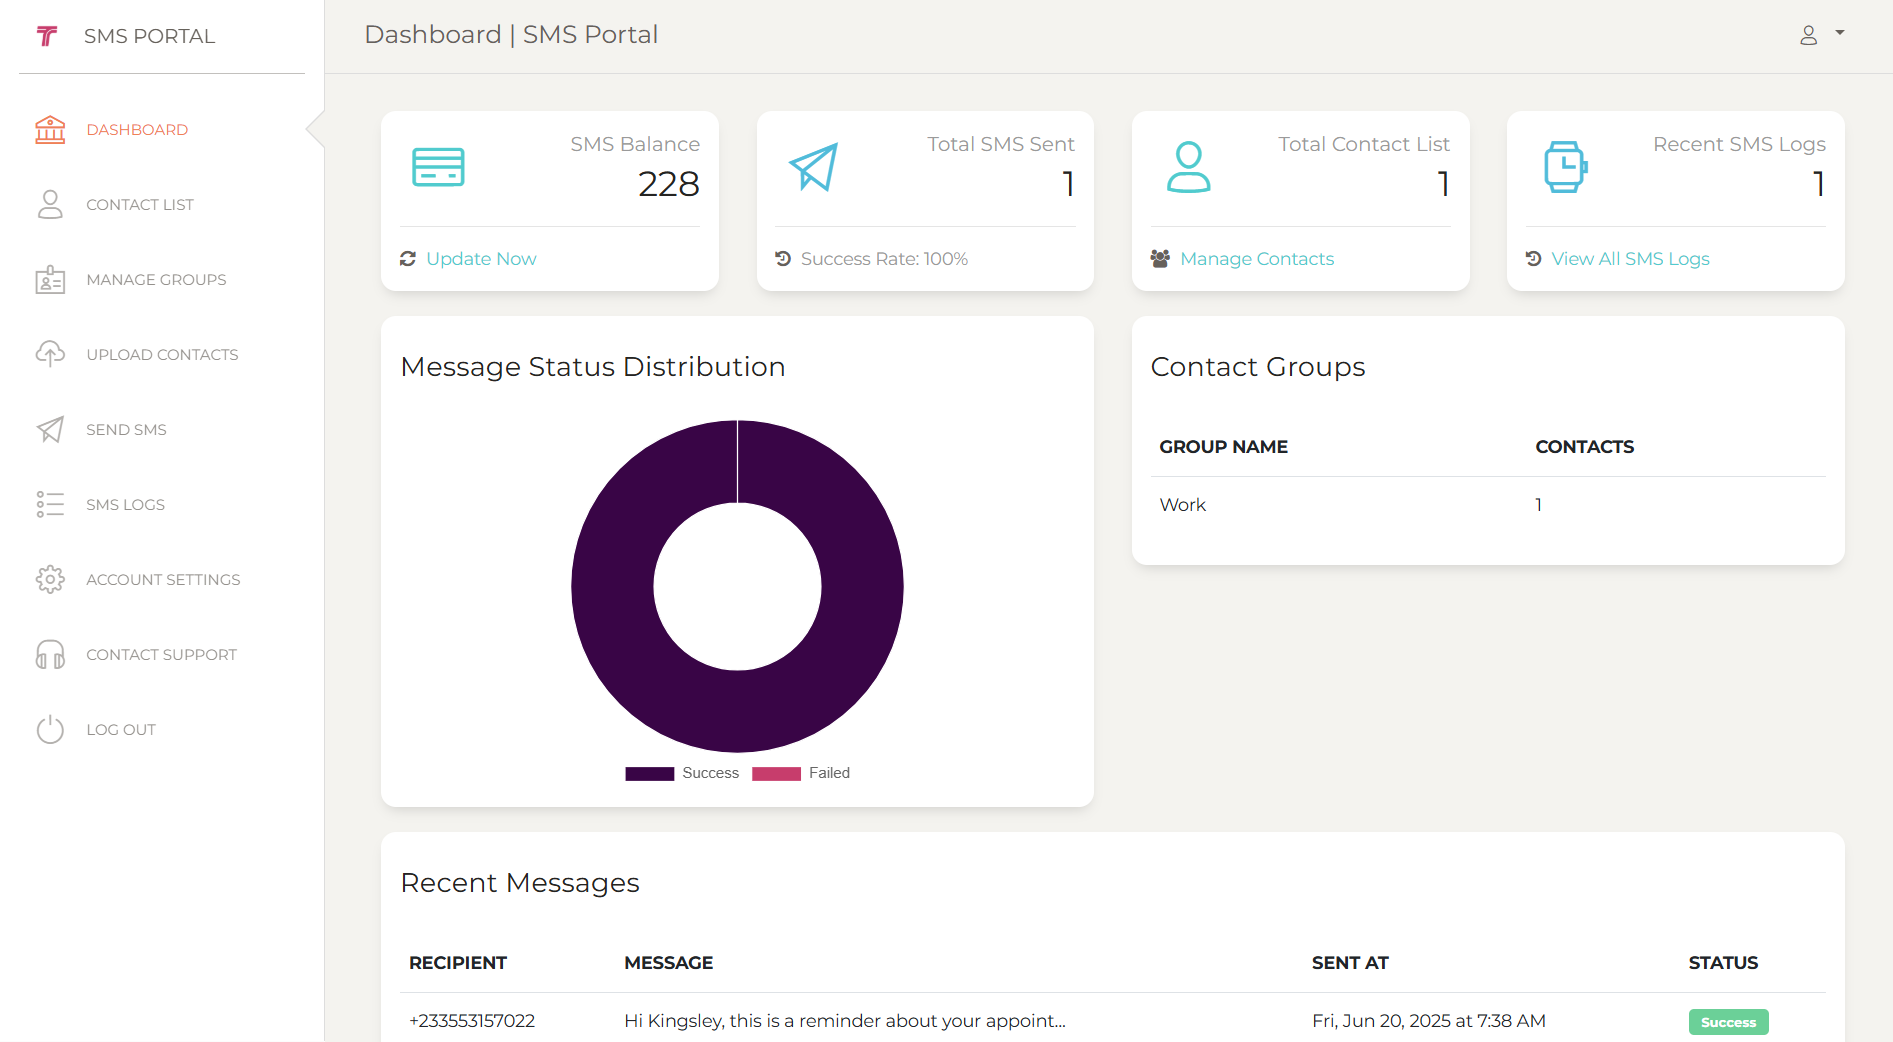 SMS PORTAL
DASHBOARD
CONTACT LIST
MANAGE GROUPS
UPLOAD CONTACTS
SEND SMS
SMS LOGS
ACCOUNT SETTINGS
CONTACT SUPPORT
LOG OUT
Dashboard | SMS Portal
SMS Balance
228
Update Now
Total SMS Sent
1
Success Rate: 100%
Total Contact List
1
Manage Contacts
Recent SMS Logs
1
View All SMS Logs
Message Status Distribution
Success Failed
Contact Groups
GROUP NAME CONTACTS
Work 1
Recent Messages
RECIPIENT MESSAGE SENT AT STATUS
+233553157022 Hi Kingsley, this is a reminder about your appoint... Fri, Jun 20, 2025 at 7:38 AM Success